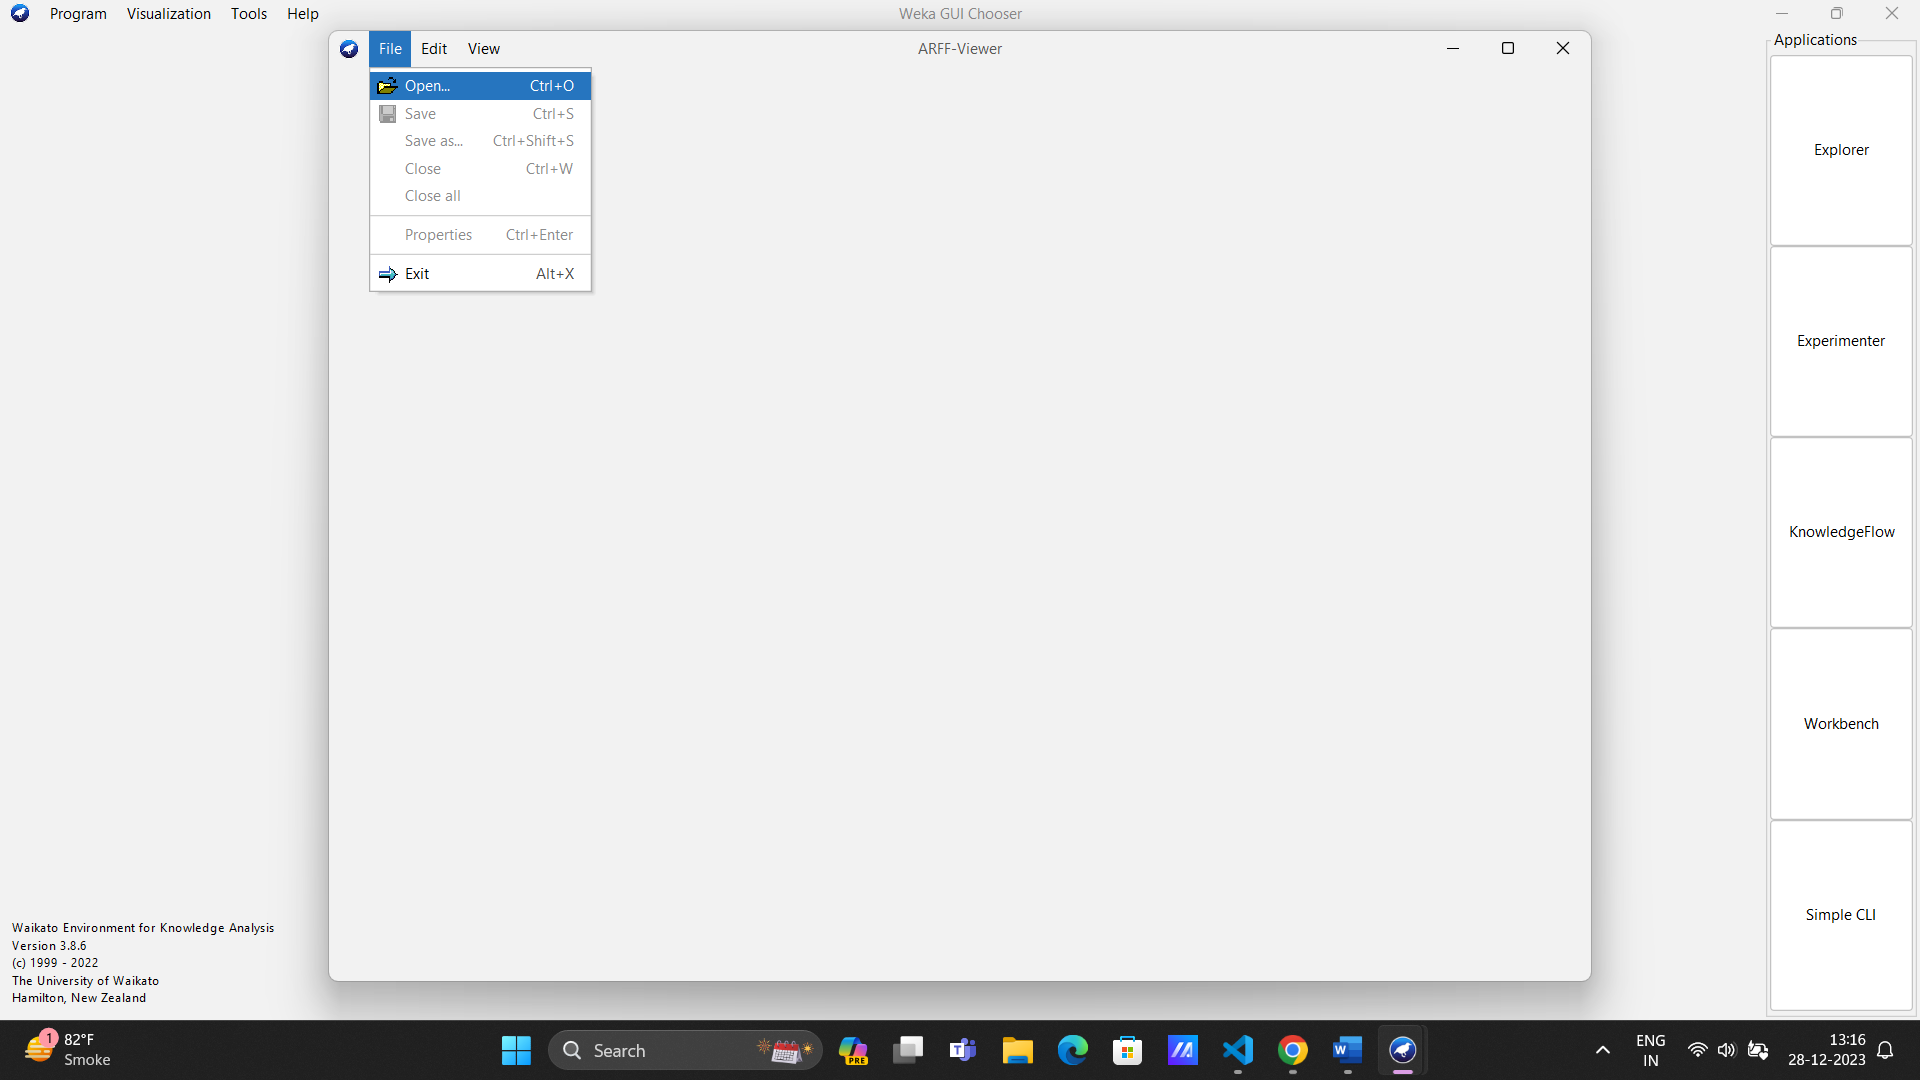 Program Visualization Tools Help
Weka GUI Chooser
Applications
File Edit View
ARFF-Viewer
Open... Ctrl+O
Save Ctrl+S
Save as... Ctrl+Shift+S
Close Ctrl+W
Close all
Properties Ctrl+Enter
Exit Alt+X
Explorer
Experimenter
KnowledgeFlow
Workbench
Simple CLI
Waikato Environment for Knowledge Analysis
Version 3.8.6
(c) 1999 - 2022
The University of Waikato
Hamilton, New Zealand
1
82°F
Smoke
Search
PRE
T
W
ENG
IN
13:16
28-12-2023